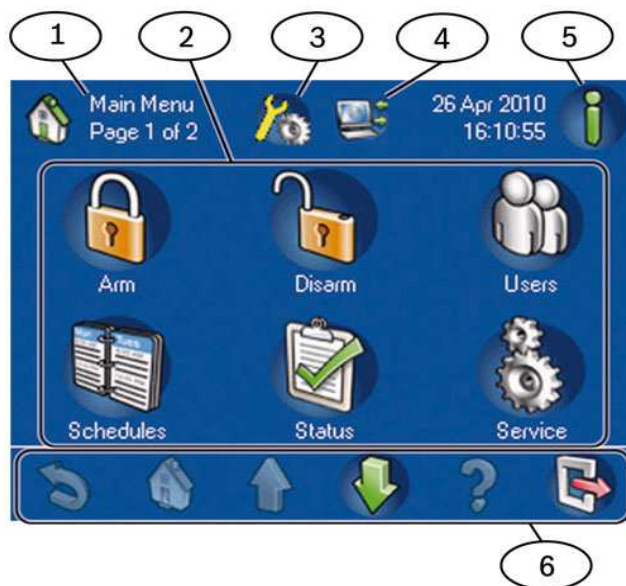 1 2 3 4 5
Main Menu 26 Apr 2010
Page 1 of 2 16:10:55
Arm Disarm Users
Schedules Status Service
6